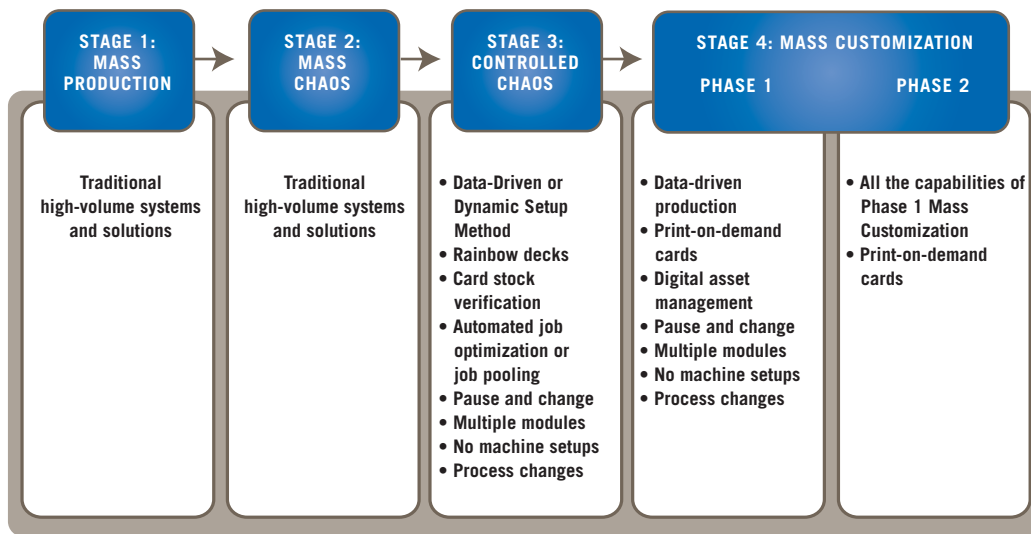 STAGE 1:
MASS
PRODUCTION
STAGE 2:
MASS
CHAOS
STAGE 3:
CONTROLLED
CHAOS
STAGE 4: MASS CUSTOMIZATION
PHASE 1
PHASE 2
Traditional
high-volume systems
and solutions
Traditional
high-volume systems
and solutions
• Data-Driven or
Dynamic Setup
Method
• Rainbow decks
• Card stock
verification
• Automated job
optimization or
job pooling
• Pause and change
• Multiple modules
• No machine setups
• Process changes
• Data-driven
production
• Print-on-demand
cards
• Digital asset
management
• Pause and change
• Multiple modules
• No machine setups
• Process changes
• All the capabilities of
Phase 1 Mass
Customization
• Print-on-demand
cards